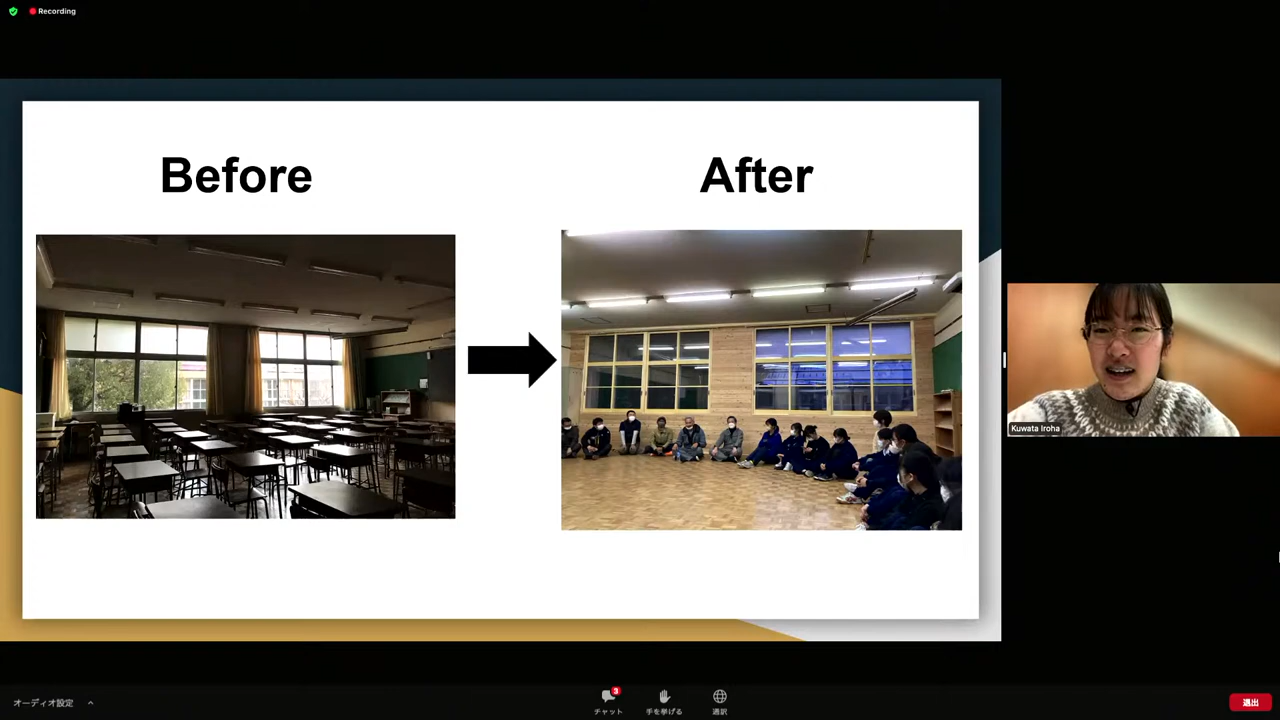 Recording
Before
After
Kuwata Iroha
オーディオ設定
3
チャット
手を挙げる
通訳
退出